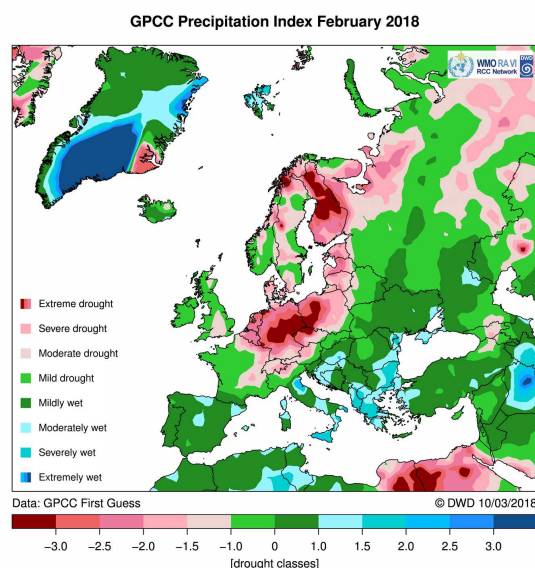 GPCC Precipitation Index February 2018
WMO RA VI
RCC Network
DWD
Extreme drought
Severe drought
Moderate drought
Mild drought
Mildly wet
Moderately wet
Severely wet
Extremely wet
Data: GPCC First Guess
© DWD 10/03/2018
−3.0 −2.5 −2.0 −1.5 −1.0 0 1.0 1.5 2.0 2.5 3.0
[drought classes]